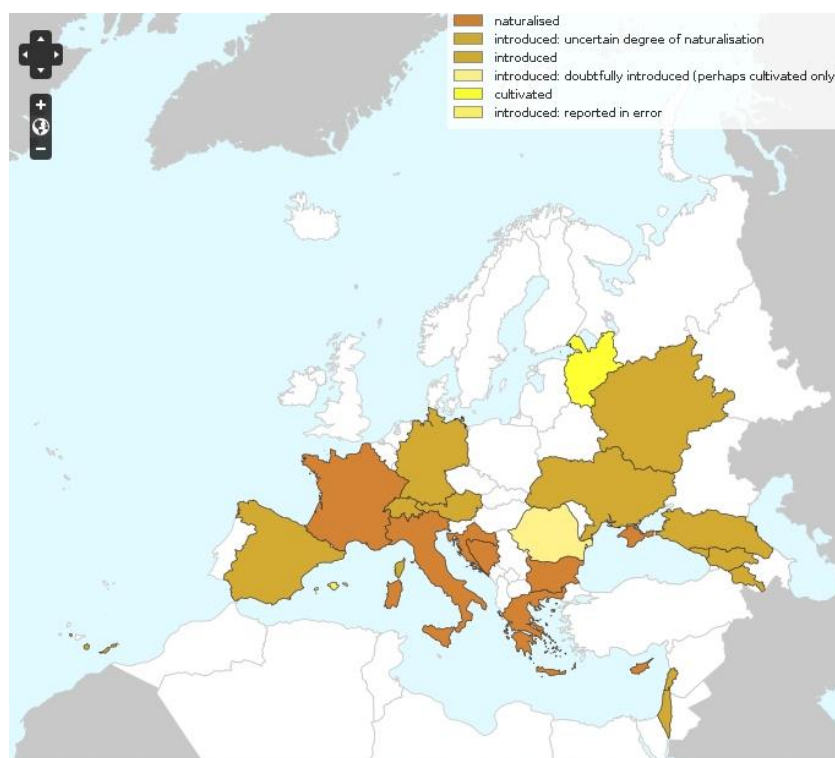 naturalised
introduced: uncertain degree of naturalisation
introduced
introduced: doubtfully introduced (perhaps cultivated only
cultivated
introduced: reported in error